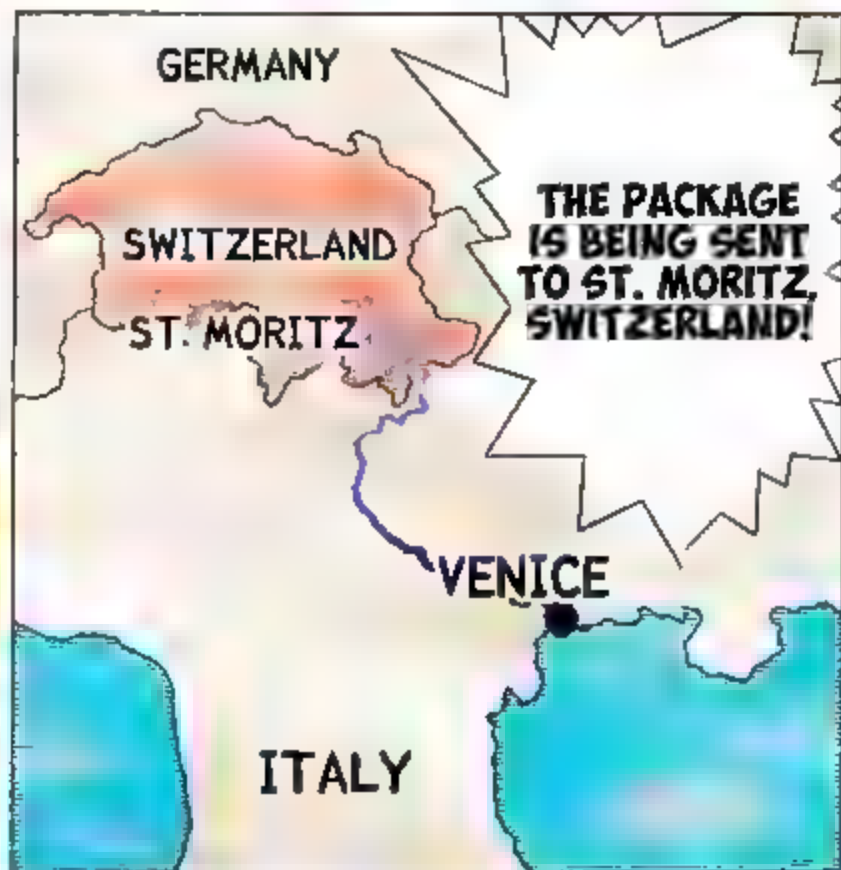 GERMANY
THE PACKAGE
IS BEING SENT
TO ST. MORITZ,
SWITZERLAND!
SWITZERLAND
ST. MORITZ
VENICE
ITALY